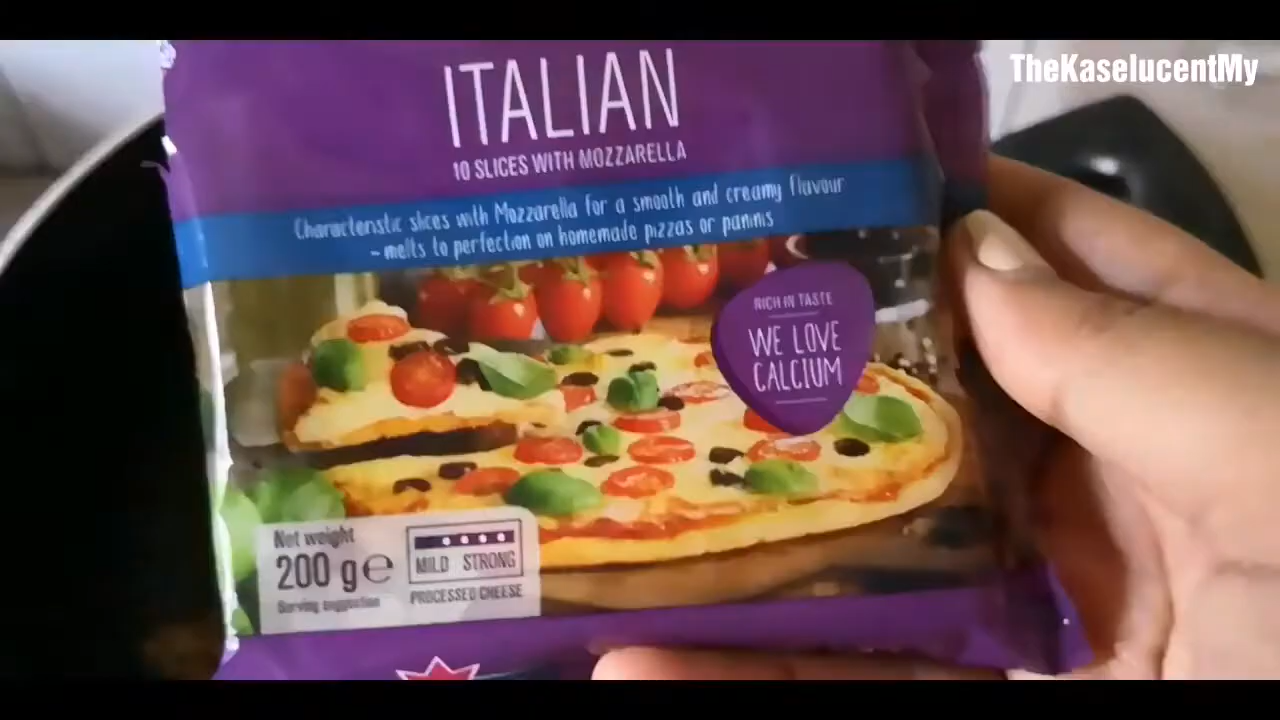 TheKaselucentMy
ITALIAN
10 SLICES WITH MOZZARELLA
Characteristic slices with Mozzarella for a smooth and creamy flavour
- melts to perfection on homemade pizzas or paninis
RICH IN TASTE
WE LOVE
CALCIUM
Net weight
200 g e
Serving suggestion
MILD STRONG
PROCESSED CHEESE